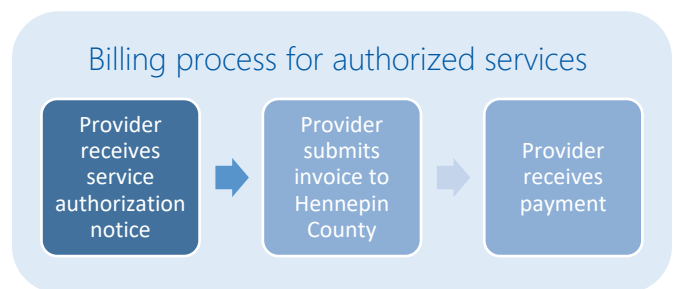 Billing process for authorized services
Provider
receives
service
authorization
notice
Provider
submits
invoice to
Hennepin
County
Provider
receives
payment